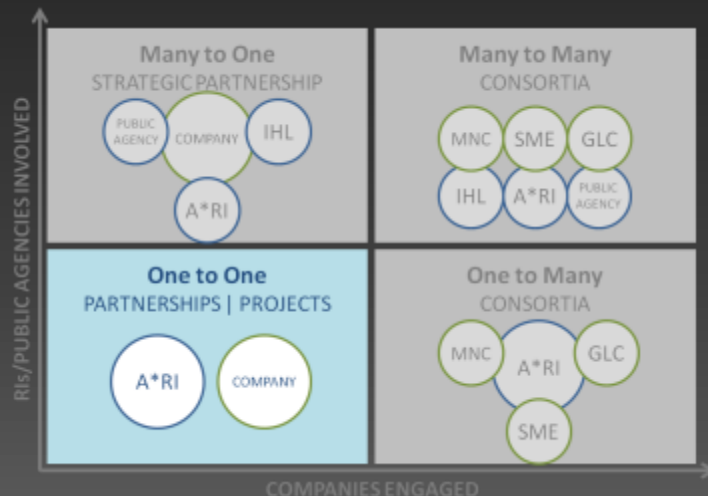 RIs/PUBLIC AGENCIES INVOLVED
Many to One
STRATEGIC PARTNERSHIP
PUBLIC
AGENCY
COMPANY
IHL
A*RI
Many to Many
CONSORTIA
MNC
SME
GLC
IHL
A*RI
PUBLIC
AGENCY
One to One
PARTNERSHIPS | PROJECTS
A*RI
COMPANY
One to Many
CONSORTIA
MNC
A*RI
GLC
SME
COMPANIES ENGAGED